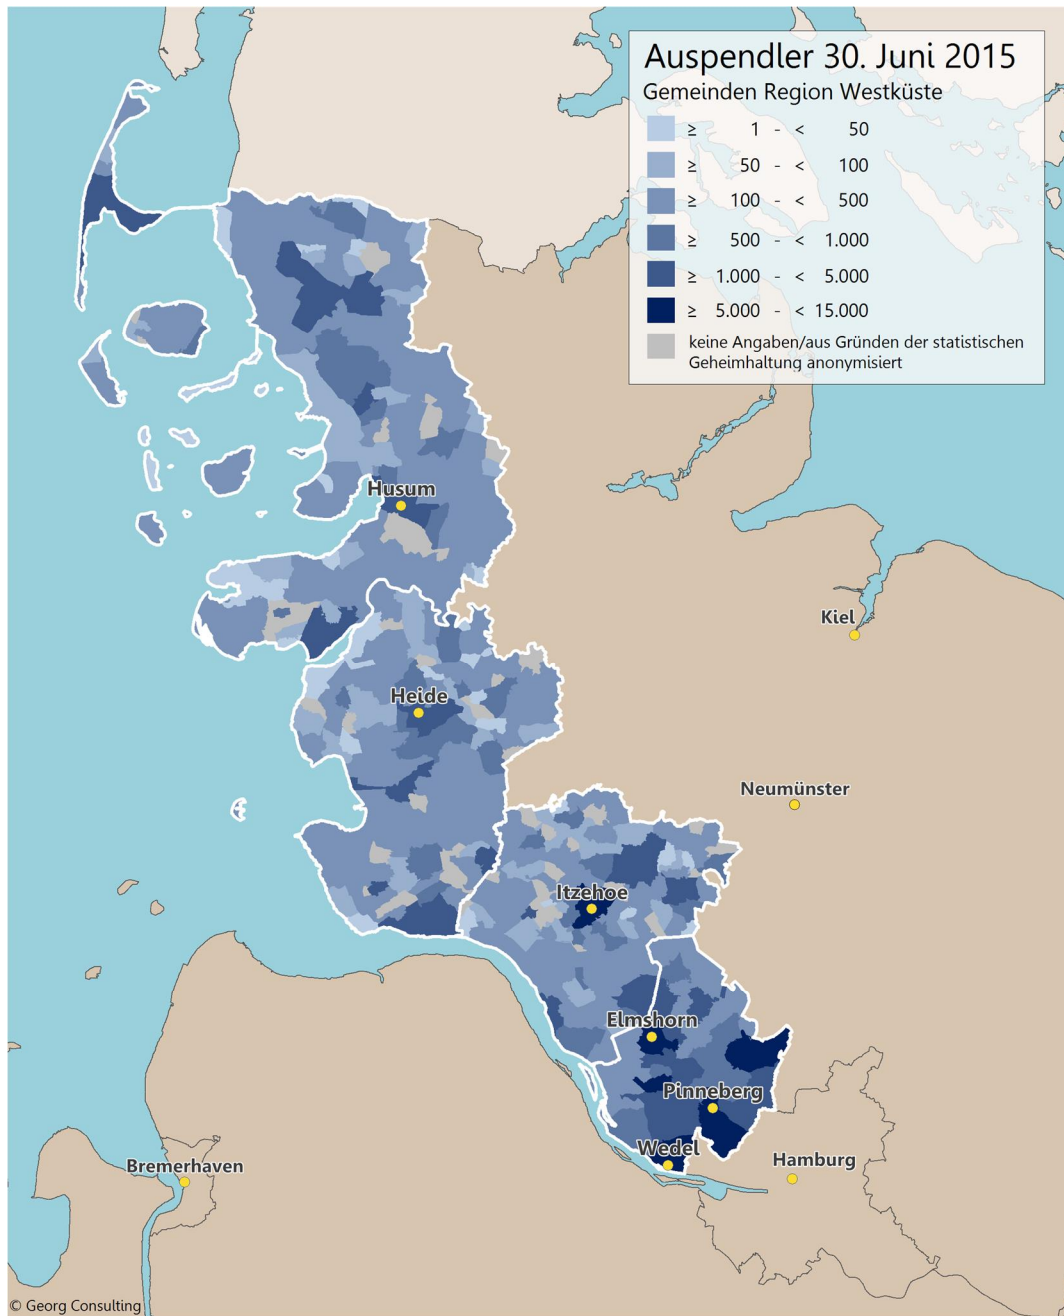 Auspendler 30. Juni 2015
Gemeinden Region Westküste
≥ 1 - < 50
≥ 50 - < 100
≥ 100 - < 500
≥ 500 - < 1.000
≥ 1.000 - < 5.000
≥ 5.000 - < 15.000
keine Angaben/aus Gründen der statistischen
Geheimhaltung anonymisiert
Husum
Kiel
Heide
Neumünster
Itzehoe
Elmshorn
Pinneberg
Wedel
Hamburg
Bremerhaven
© Georg Consulting